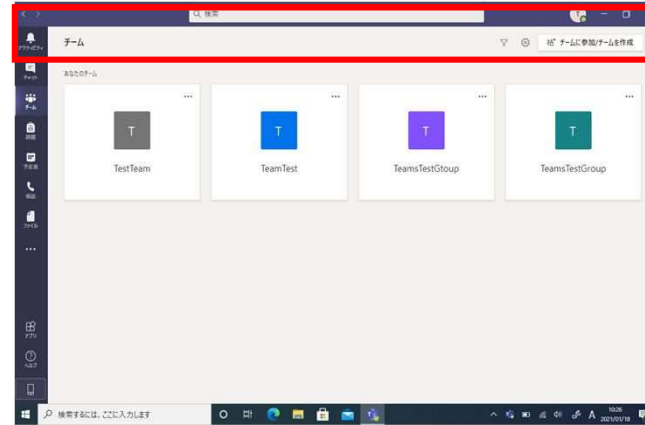 検索
チーム
チームに参加/チームを作成
あなたのチーム
T
TestTeam
T
TeamTest
T
TeamsTestGtoup
T
TeamsTestGroup
アクティビティ
チャット
チーム
課題
予定表
通話
ファイル
アプリ
ヘルプ
検索するには、ここに入力します
A
10:26
2021/01/18